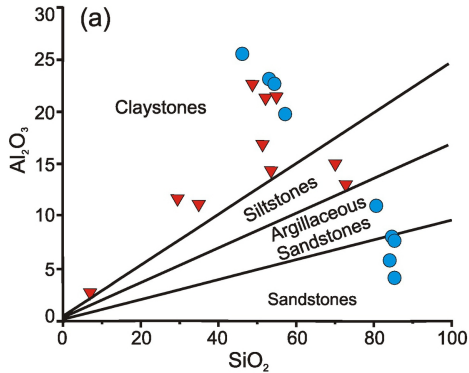 (a)
30
25
20
15
10
5
0
Al2O3
Claystones
Siltstones
Argillaceous
Sandstones
Sandstones
0 20 40 60 80 100
SiO2